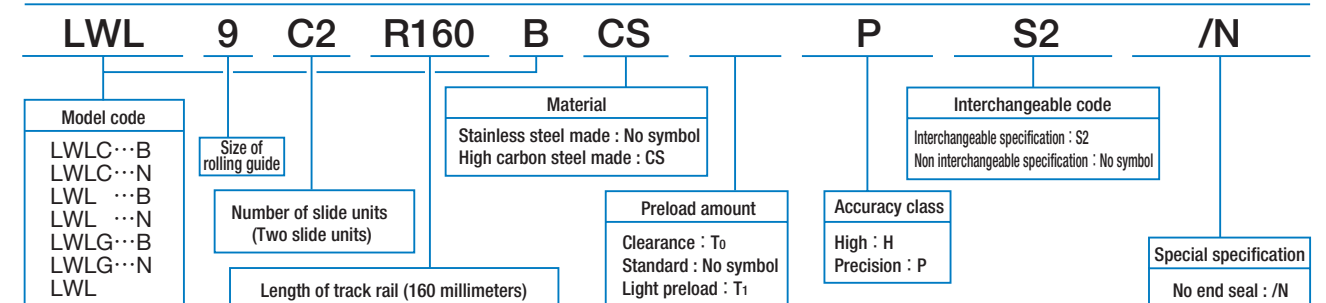 LWL 9 C2 R160 B CS P S2 /N
Model code
LWLC…B
LWLC…N
LWL …B
LWL …N
LWLG…B
LWLG…N
LWL
Size of
rolling guide
Number of slide units
(Two slide units)
Length of track rail (160 millimeters)
Material
Stainless steel made : No symbol
High carbon steel made : CS
Preload amount
Clearance : T0
Standard : No symbol
Light preload : T1
Accuracy class
High : H
Precision : P
Interchangeable code
Interchangeable specification : S2
Non interchangeable specification : No symbol
Special specification
No end seal : /N